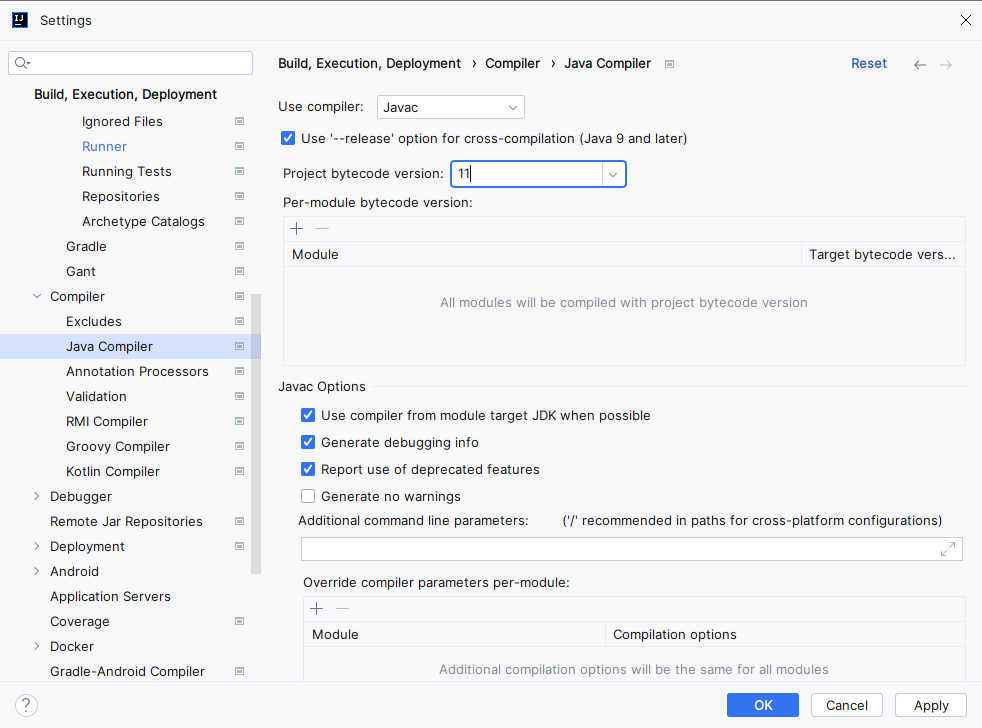 Settings
Build, Execution, Deployment
Ignored Files
Runner
Running Tests
Repositories
Archetype Catalogs
Gradle
Gant
Compiler
Excludes
Java Compiler
Annotation Processors
Validation
RMI Compiler
Groovy Compiler
Kotlin Compiler
Debugger
Remote Jar Repositories
Deployment
Android
Application Servers
Coverage
Docker
Gradle-Android Compiler
Build, Execution, Deployment › Compiler › Java Compiler
Reset
Use compiler: Javac
Use '--release' option for cross-compilation (Java 9 and later)
Project bytecode version: 11
Per-module bytecode version:
Module Target bytecode vers...
All modules will be compiled with project bytecode version
Javac Options
Use compiler from module target JDK when possible
Generate debugging info
Report use of deprecated features
Generate no warnings
Additional command line parameters: ('/' recommended in paths for cross-platform configurations)
Override compiler parameters per-module:
Module Compilation options
Additional compilation options will be the same for all modules
? OK Cancel Apply